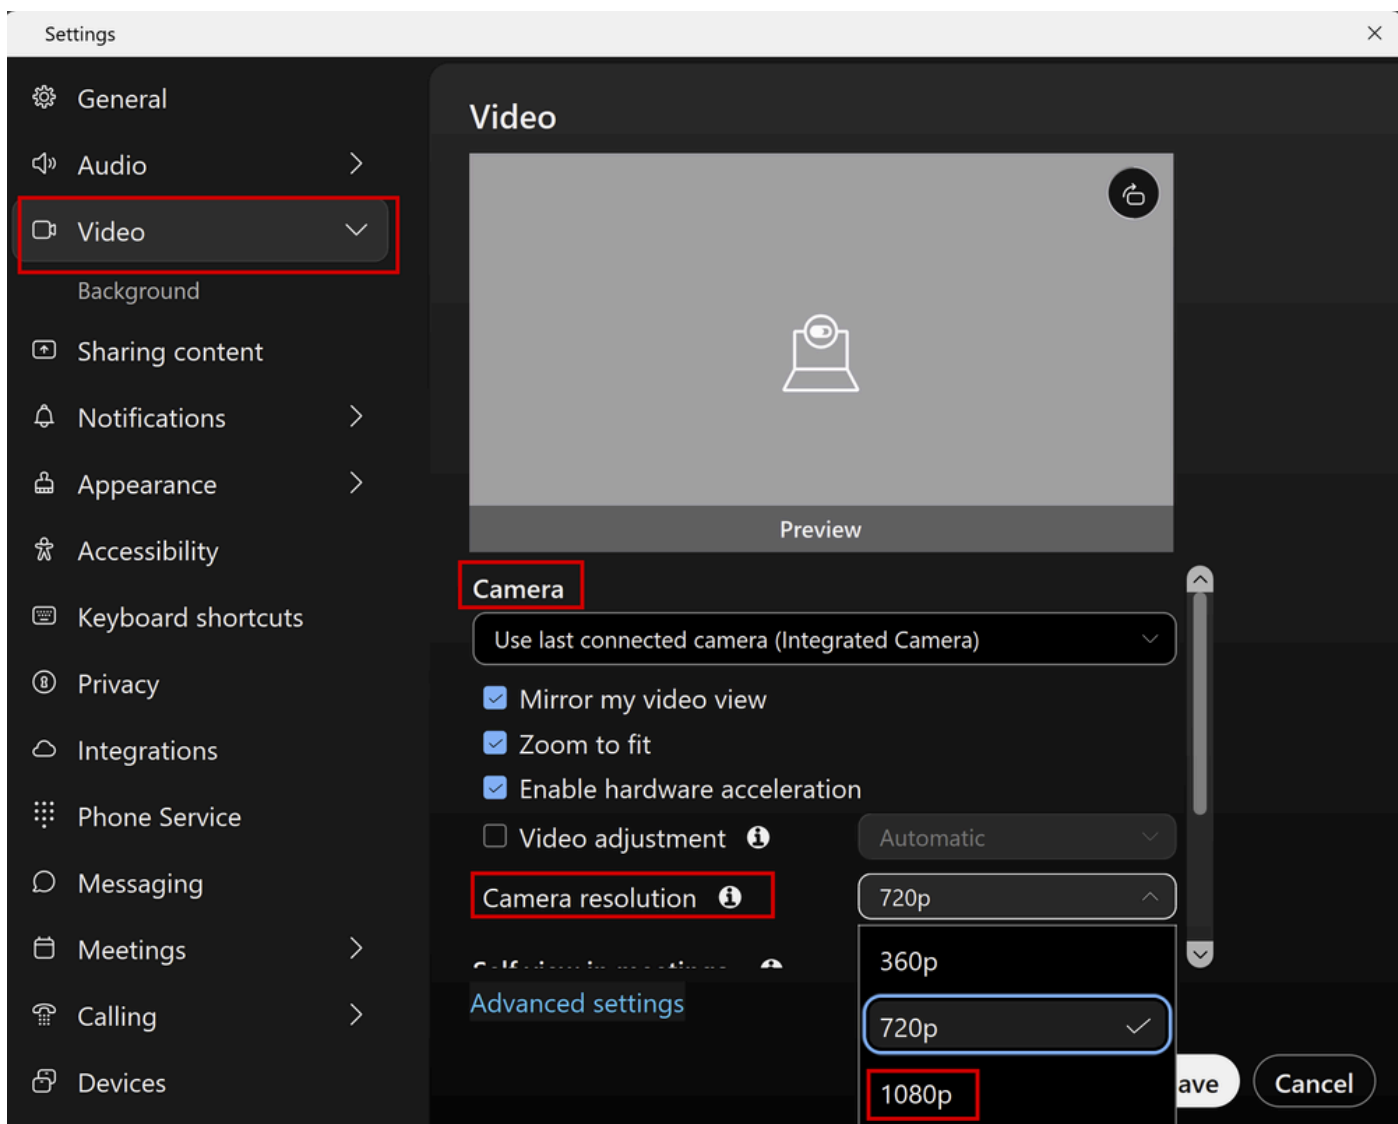 Settings
General
Audio
Video
Background
Sharing content
Notifications
Appearance
Accessibility
Keyboard shortcuts
Privacy
Integrations
Phone Service
Messaging
Meetings
Calling
Devices
Video
Preview
Camera
Use last connected camera (Integrated Camera)
Mirror my video view
Zoom to fit
Enable hardware acceleration
Video adjustment
Automatic
Camera resolution
720p
360p
720p
1080p
Advanced settings
ave
Cancel